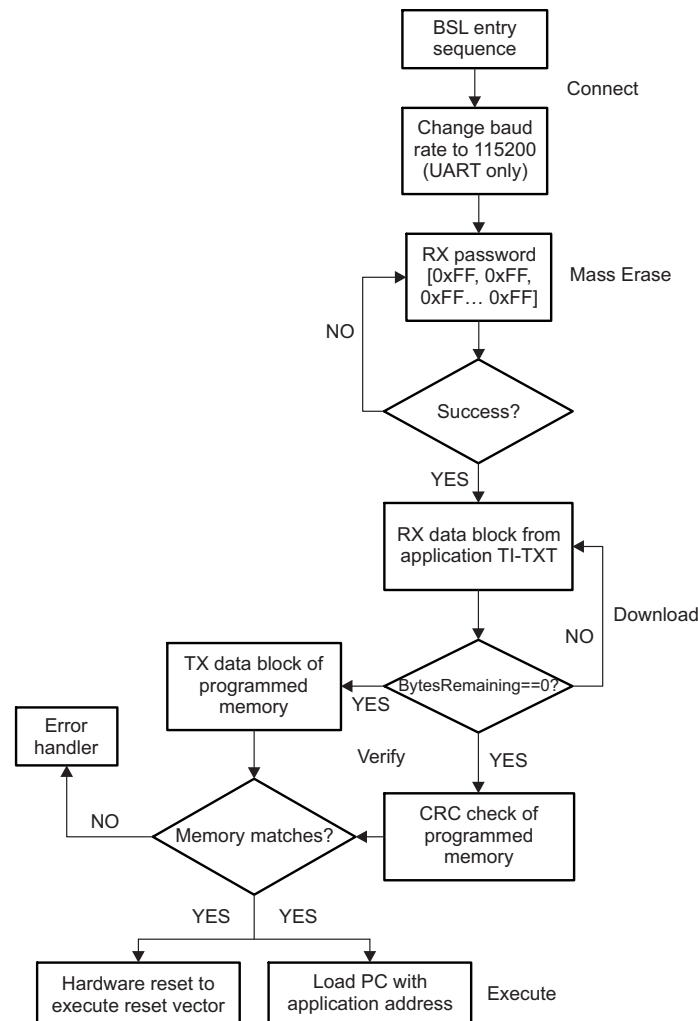 BSL entry
sequence
Connect
Change baud
rate to 115200
(UART only)
RX password
[0xFF, 0xFF,
0xFF… 0xFF]
Mass Erase
NO
Success?
YES
RX data block from
application TI-TXT
Download
NO
TX data block of
programmed
memory
BytesRemaining==0?
YES
Error
handler
Verify
YES
NO
Memory matches?
CRC check of
programmed
memory
YES
YES
Hardware reset to
execute reset vector
Load PC with
application address
Execute